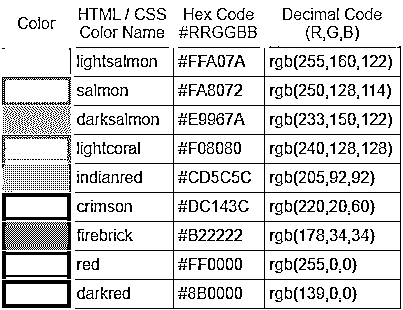 Color HTML / CSS Color Name Hex Code #RRGGBB Decimal Code (R,G,B)
lightsalmon #FFA07A rgb(255,160,122)
salmon #FA8072 rgb(250,128,114)
darksalmon #E9967A rgb(233,150,122)
lightcoral #F08080 rgb(240,128,128)
indianred #CD5C5C rgb(205,92,92)
crimson #DC143C rgb(220,20,60)
firebrick #B22222 rgb(178,34,34)
red #FF0000 rgb(255,0,0)
darkred #8B0000 rgb(139,0,0)